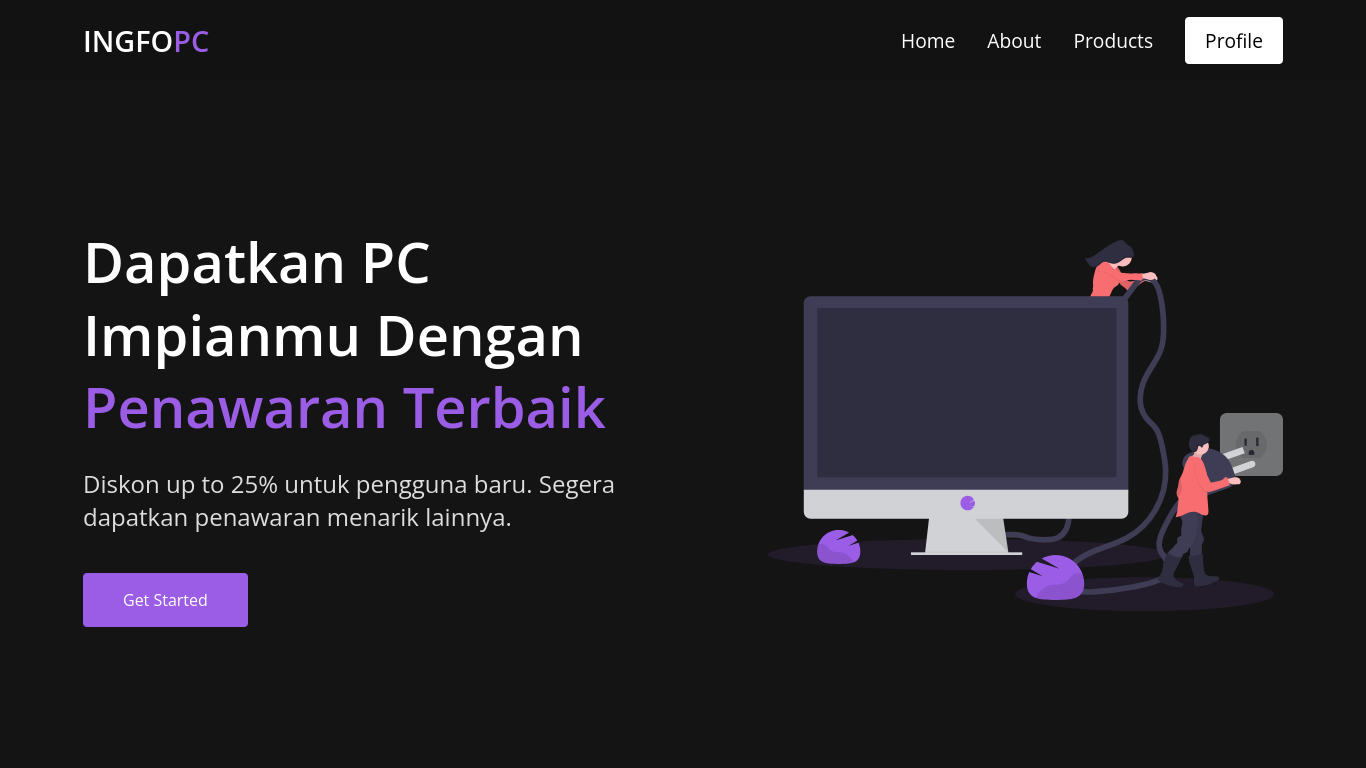 INGFOPC
Home
About
Products
Profile
Dapatkan PC
Impianmu Dengan
Penawaran Terbaik
Diskon up to 25% untuk pengguna baru. Segera
dapatkan penawaran menarik lainnya.
Get Started